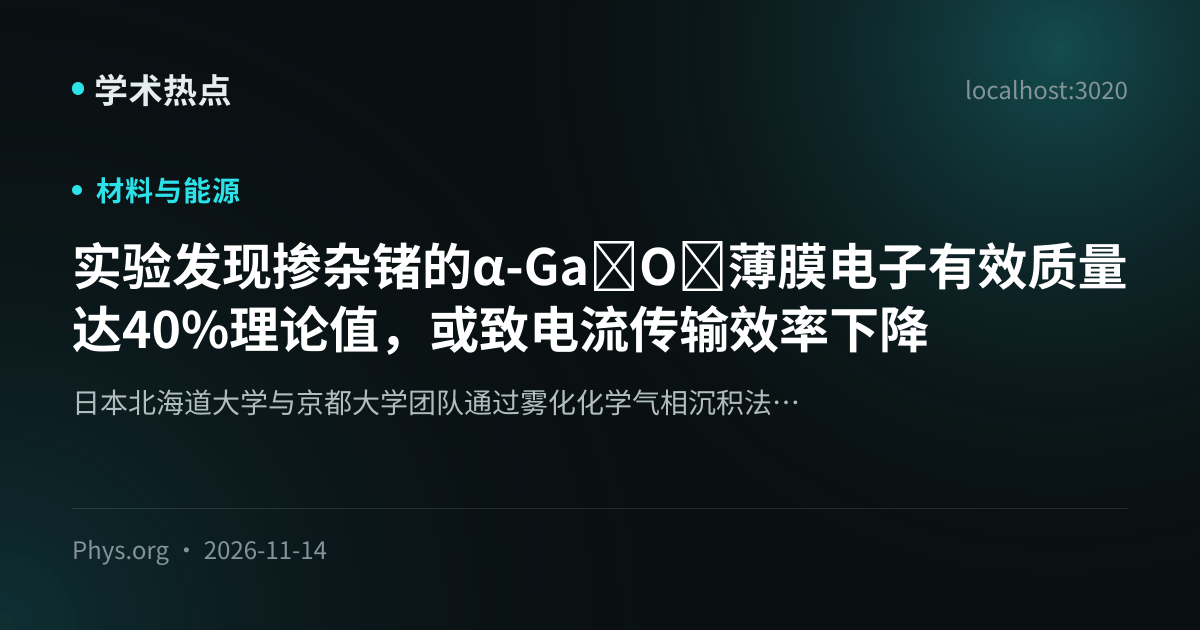 学术热点
localhost:3020
材料与能源
实验发现掺杂锗的α-Ga☒O☒薄膜电子有效质量
达40%理论值，或致电流传输效率下降
日本北海道大学与京都大学团队通过雾化化学气相沉积法…
Phys.org · 2026-11-14